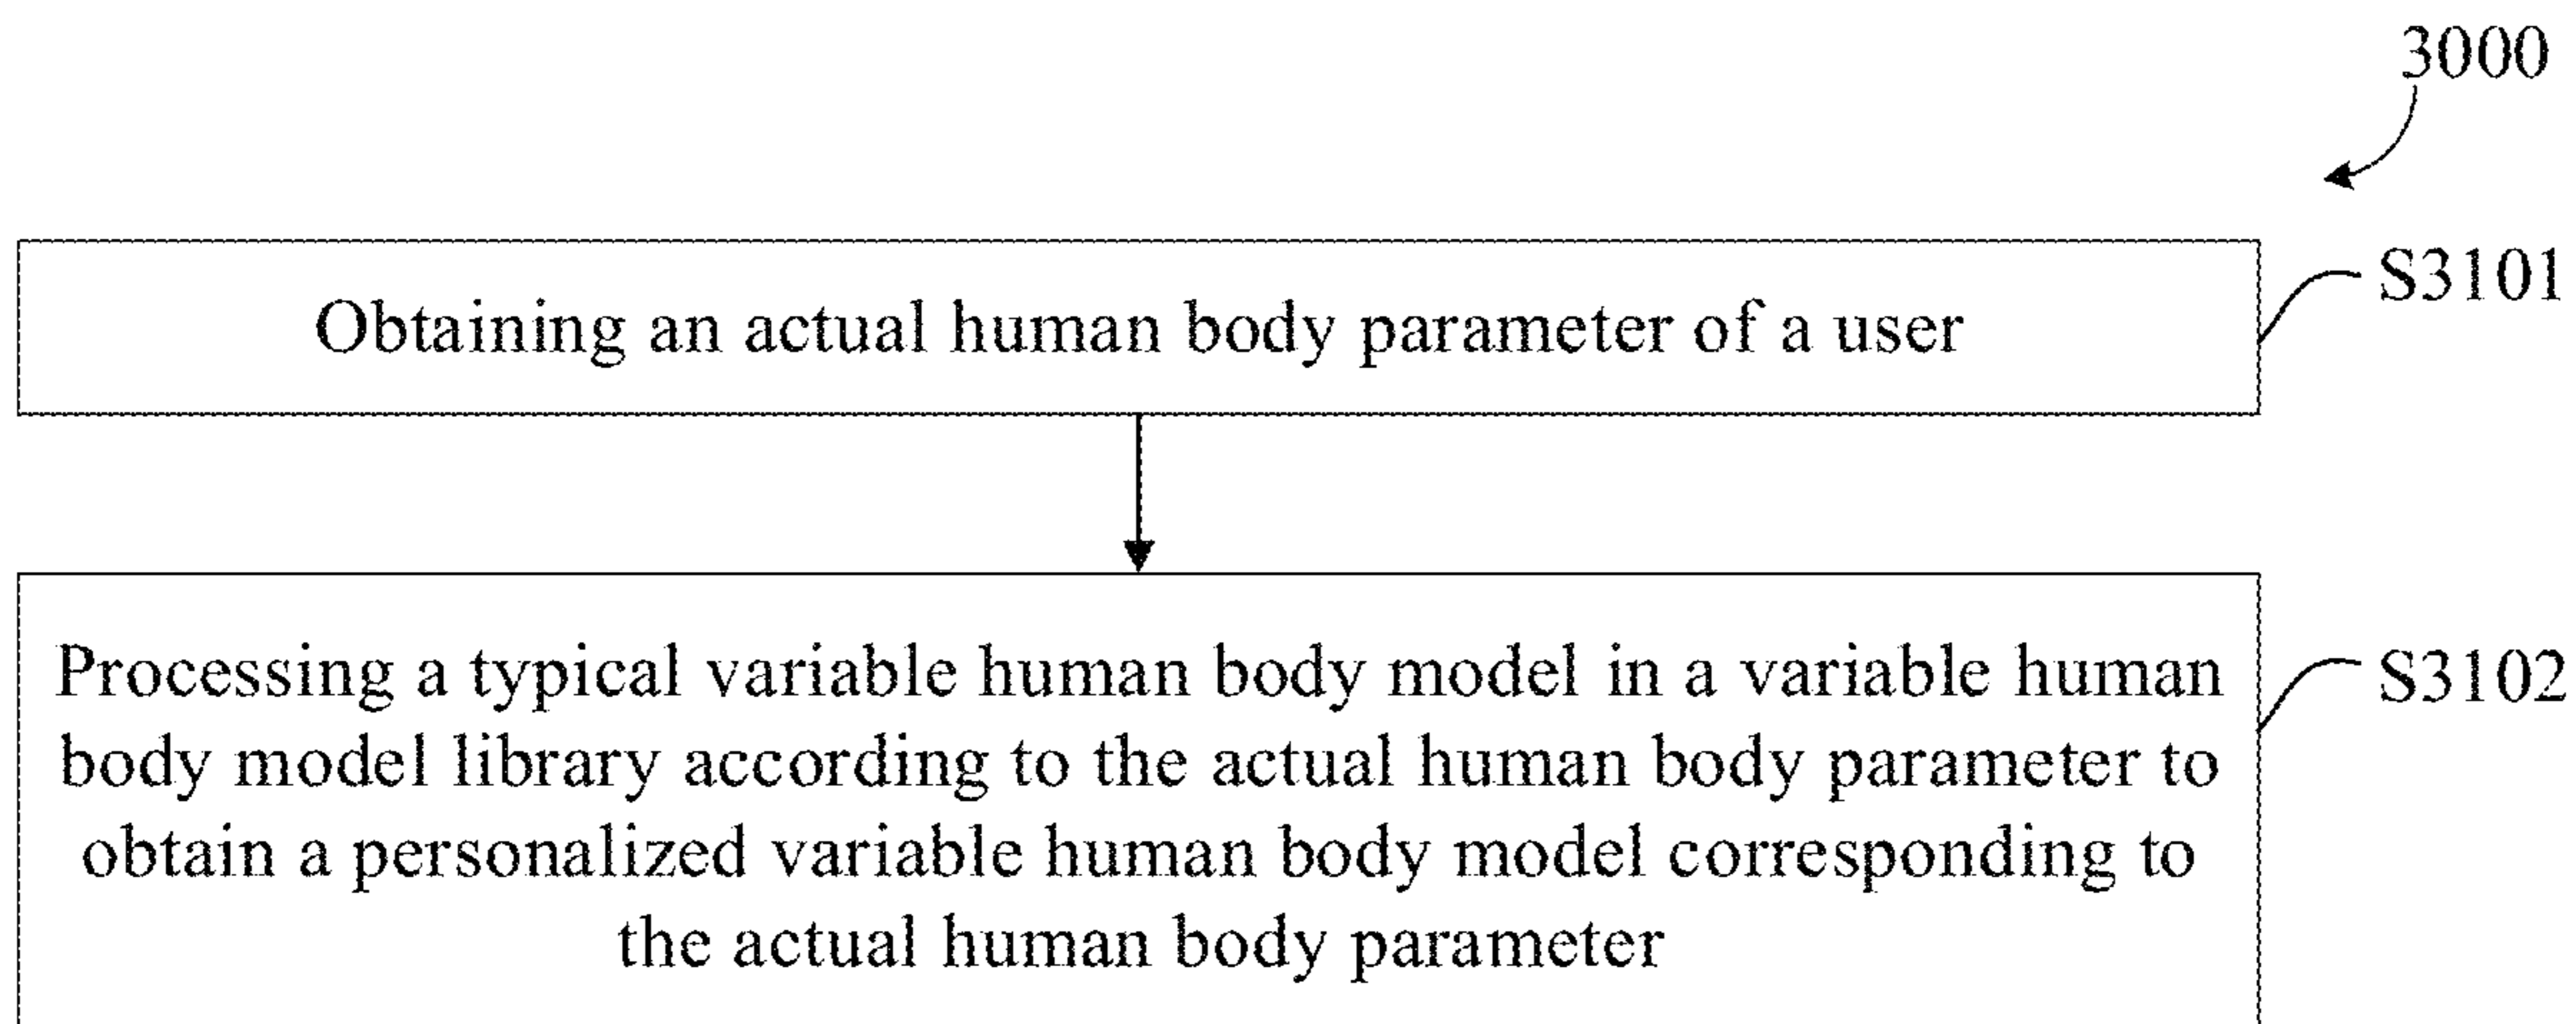 3000
S3101
Obtaining an actual human body parameter of a user
S3102
Processing a typical variable human body model in a variable human
body model library according to the actual human body parameter to
obtain a personalized variable human body model corresponding to
the actual human body parameter